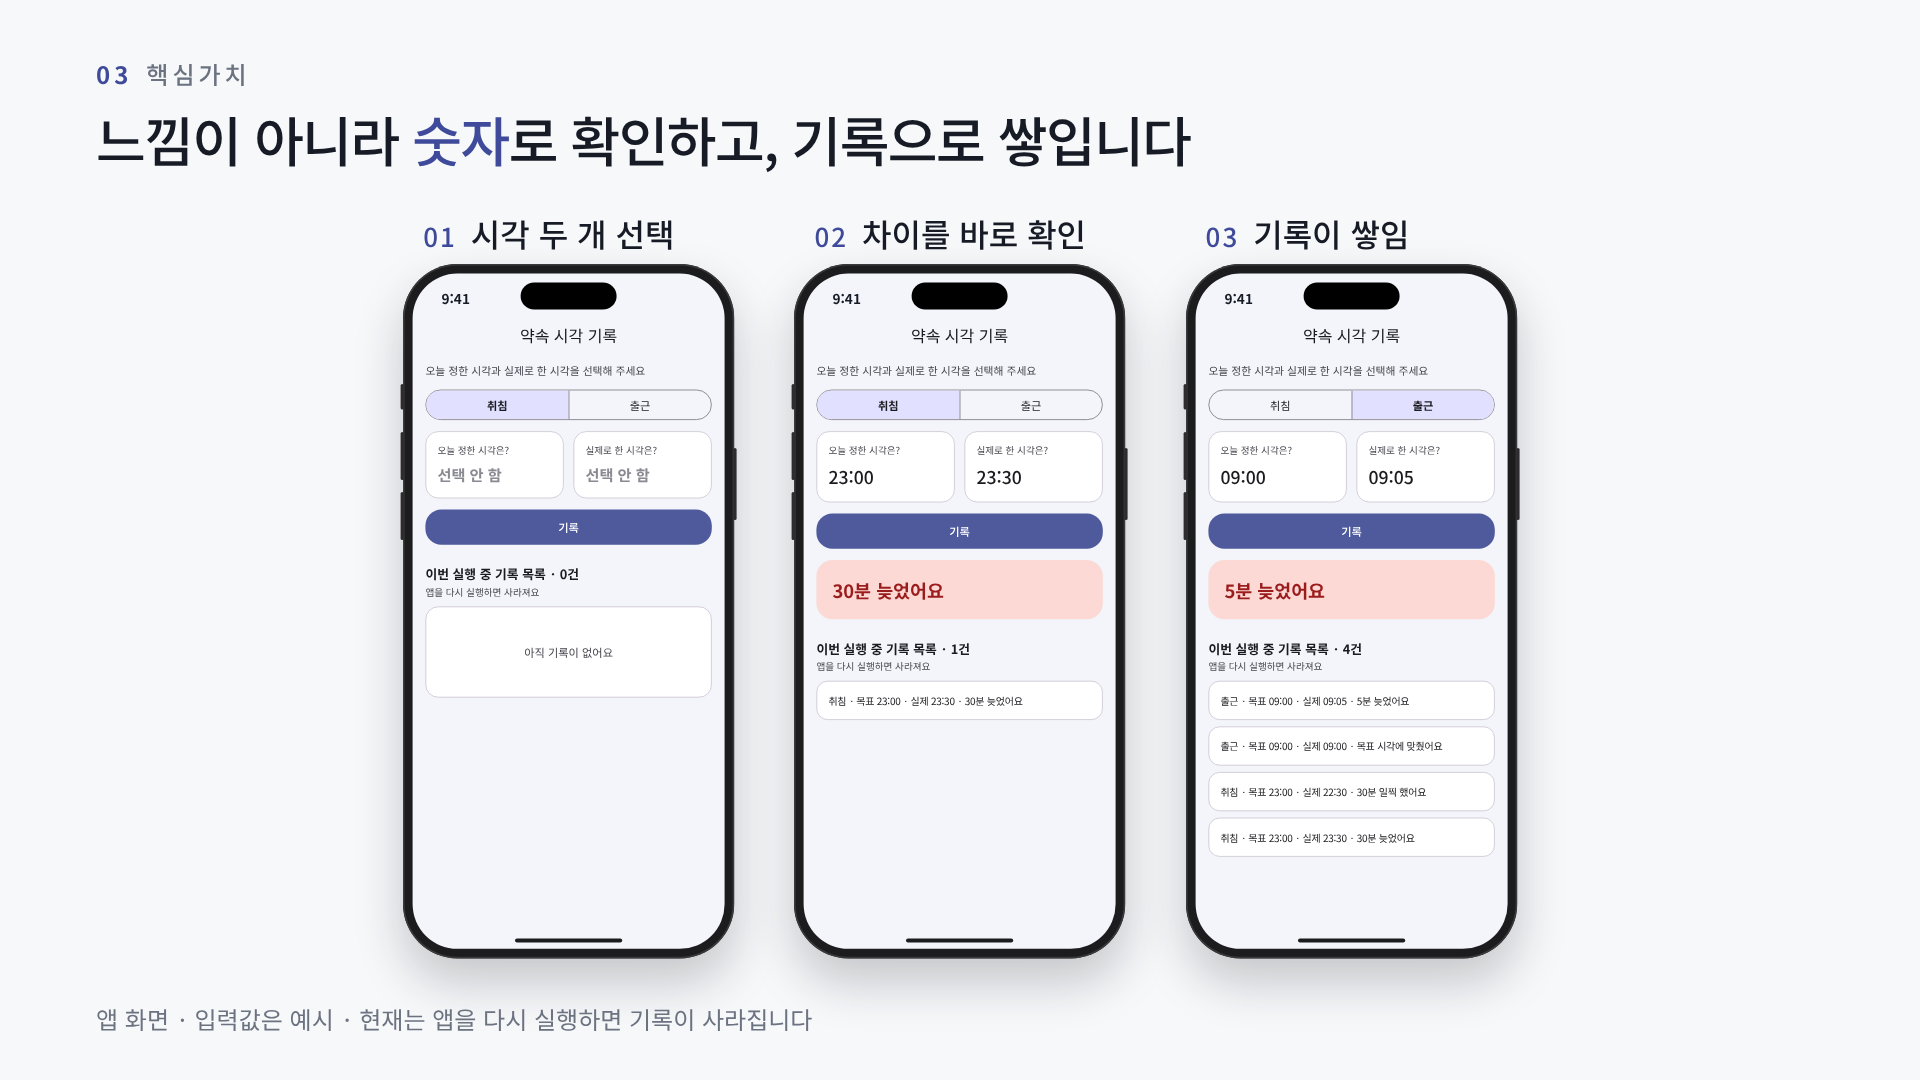 03 핵심가치
느낌이 아니라 숫자로 확인하고, 기록으로 쌓입니다
01 시각 두 개 선택
9:41
약속 시각 기록
오늘 정한 시각과 실제로 한 시각을 선택해 주세요
취침 출근
오늘 정한 시각은? 실제로 한 시각은?
선택 안 함 선택 안 함
기록
이번 실행 중 기록 목록 · 0건
앱을 다시 실행하면 사라져요
아직 기록이 없어요
02 차이를 바로 확인
9:41
약속 시각 기록
오늘 정한 시각과 실제로 한 시각을 선택해 주세요
취침 출근
오늘 정한 시각은? 실제로 한 시각은?
23:00 23:30
기록
30분 늦었어요
이번 실행 중 기록 목록 · 1건
앱을 다시 실행하면 사라져요
취침 · 목표 23:00 · 실제 23:30 · 30분 늦었어요
03 기록이 쌓임
9:41
약속 시각 기록
오늘 정한 시각과 실제로 한 시각을 선택해 주세요
취침 출근
오늘 정한 시각은? 실제로 한 시각은?
09:00 09:05
기록
5분 늦었어요
이번 실행 중 기록 목록 · 4건
앱을 다시 실행하면 사라져요
출근 · 목표 09:00 · 실제 09:05 · 5분 늦었어요
출근 · 목표 09:00 · 실제 09:00 · 목표 시각에 맞췄어요
취침 · 목표 23:00 · 실제 22:30 · 30분 일찍 했어요
취침 · 목표 23:00 · 실제 23:30 · 30분 늦었어요
앱 화면 · 입력값은 예시 · 현재는 앱을 다시 실행하면 기록이 사라집니다